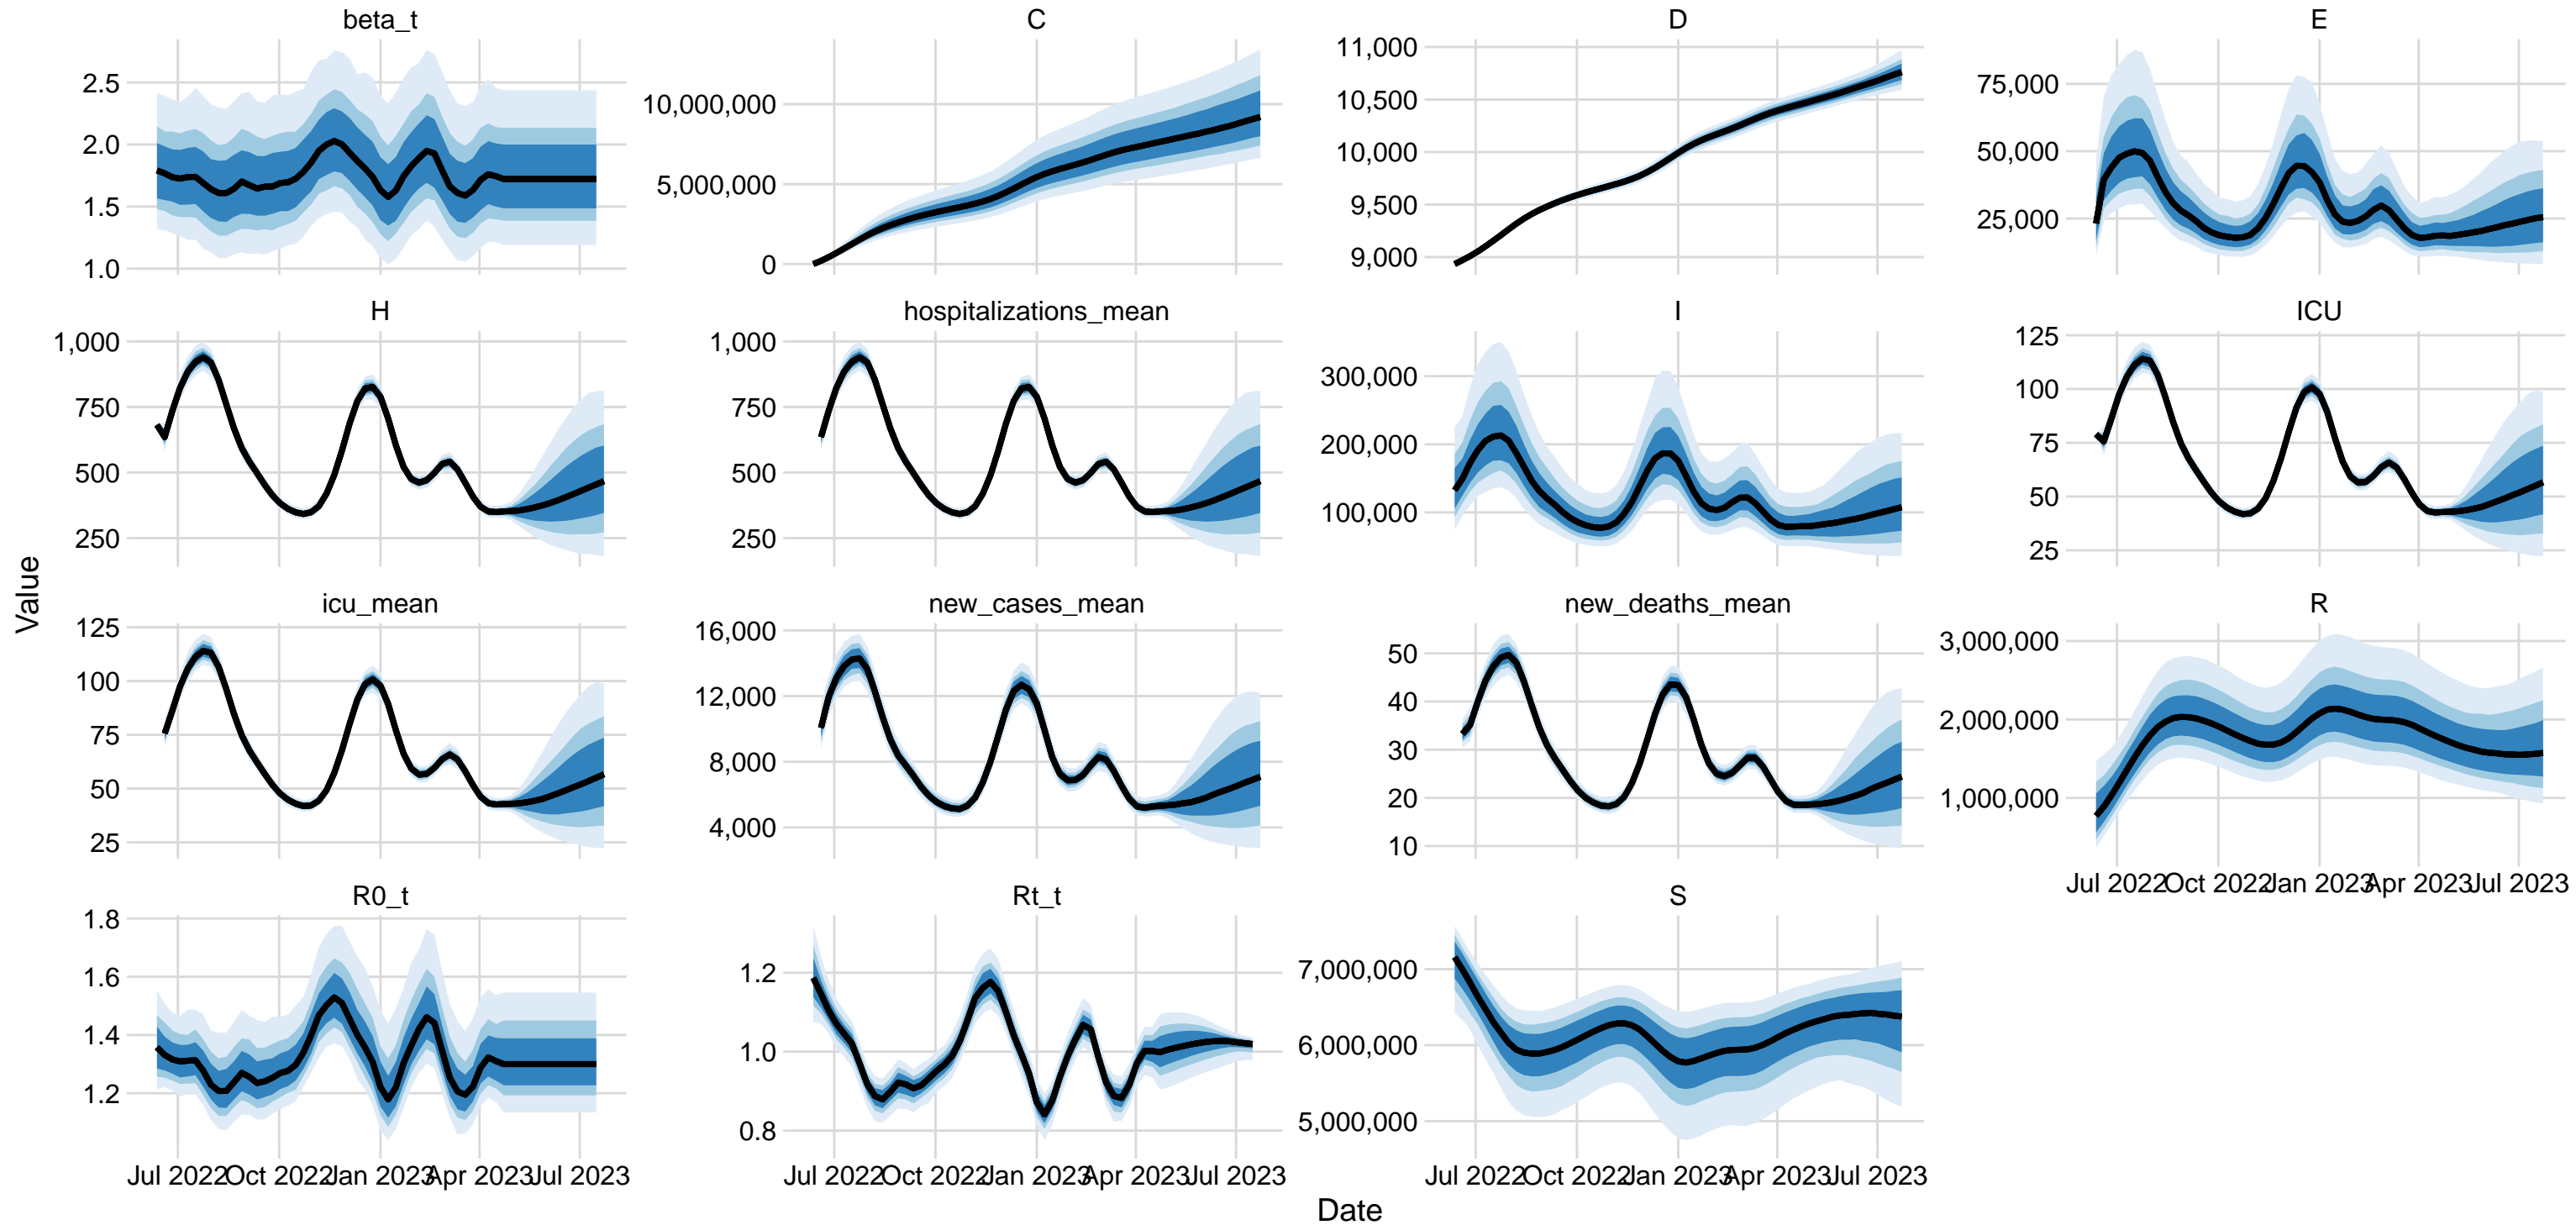 beta_t
2.5
2.0
1.5
1.0
C
10,000,000
5,000,000
0
D
11,000
10,500
10,000
9,500
9,000
E
75,000
50,000
25,000
H
1,000
750
500
250
hospitalizations_mean
1,000
750
500
250
I
300,000
200,000
100,000
ICU
125
100
75
50
25
Value
icu_mean
125
100
75
50
25
new_cases_mean
16,000
12,000
8,000
4,000
new_deaths_mean
50
40
30
20
10
R
3,000,000
2,000,000
1,000,000
Jul 2022 Oct 2022 Jan 2023 Apr 2023 Jul 2023
R0_t
1.8
1.6
1.4
1.2
Jul 2022 Oct 2022 Jan 2023 Apr 2023 Jul 2023
Rt_t
1.2
1.0
0.8
Jul 2022 Oct 2022 Jan 2023 Apr 2023 Jul 2023
S
7,000,000
6,000,000
5,000,000
Jul 2022 Oct 2022 Jan 2023 Apr 2023 Jul 2023
Date